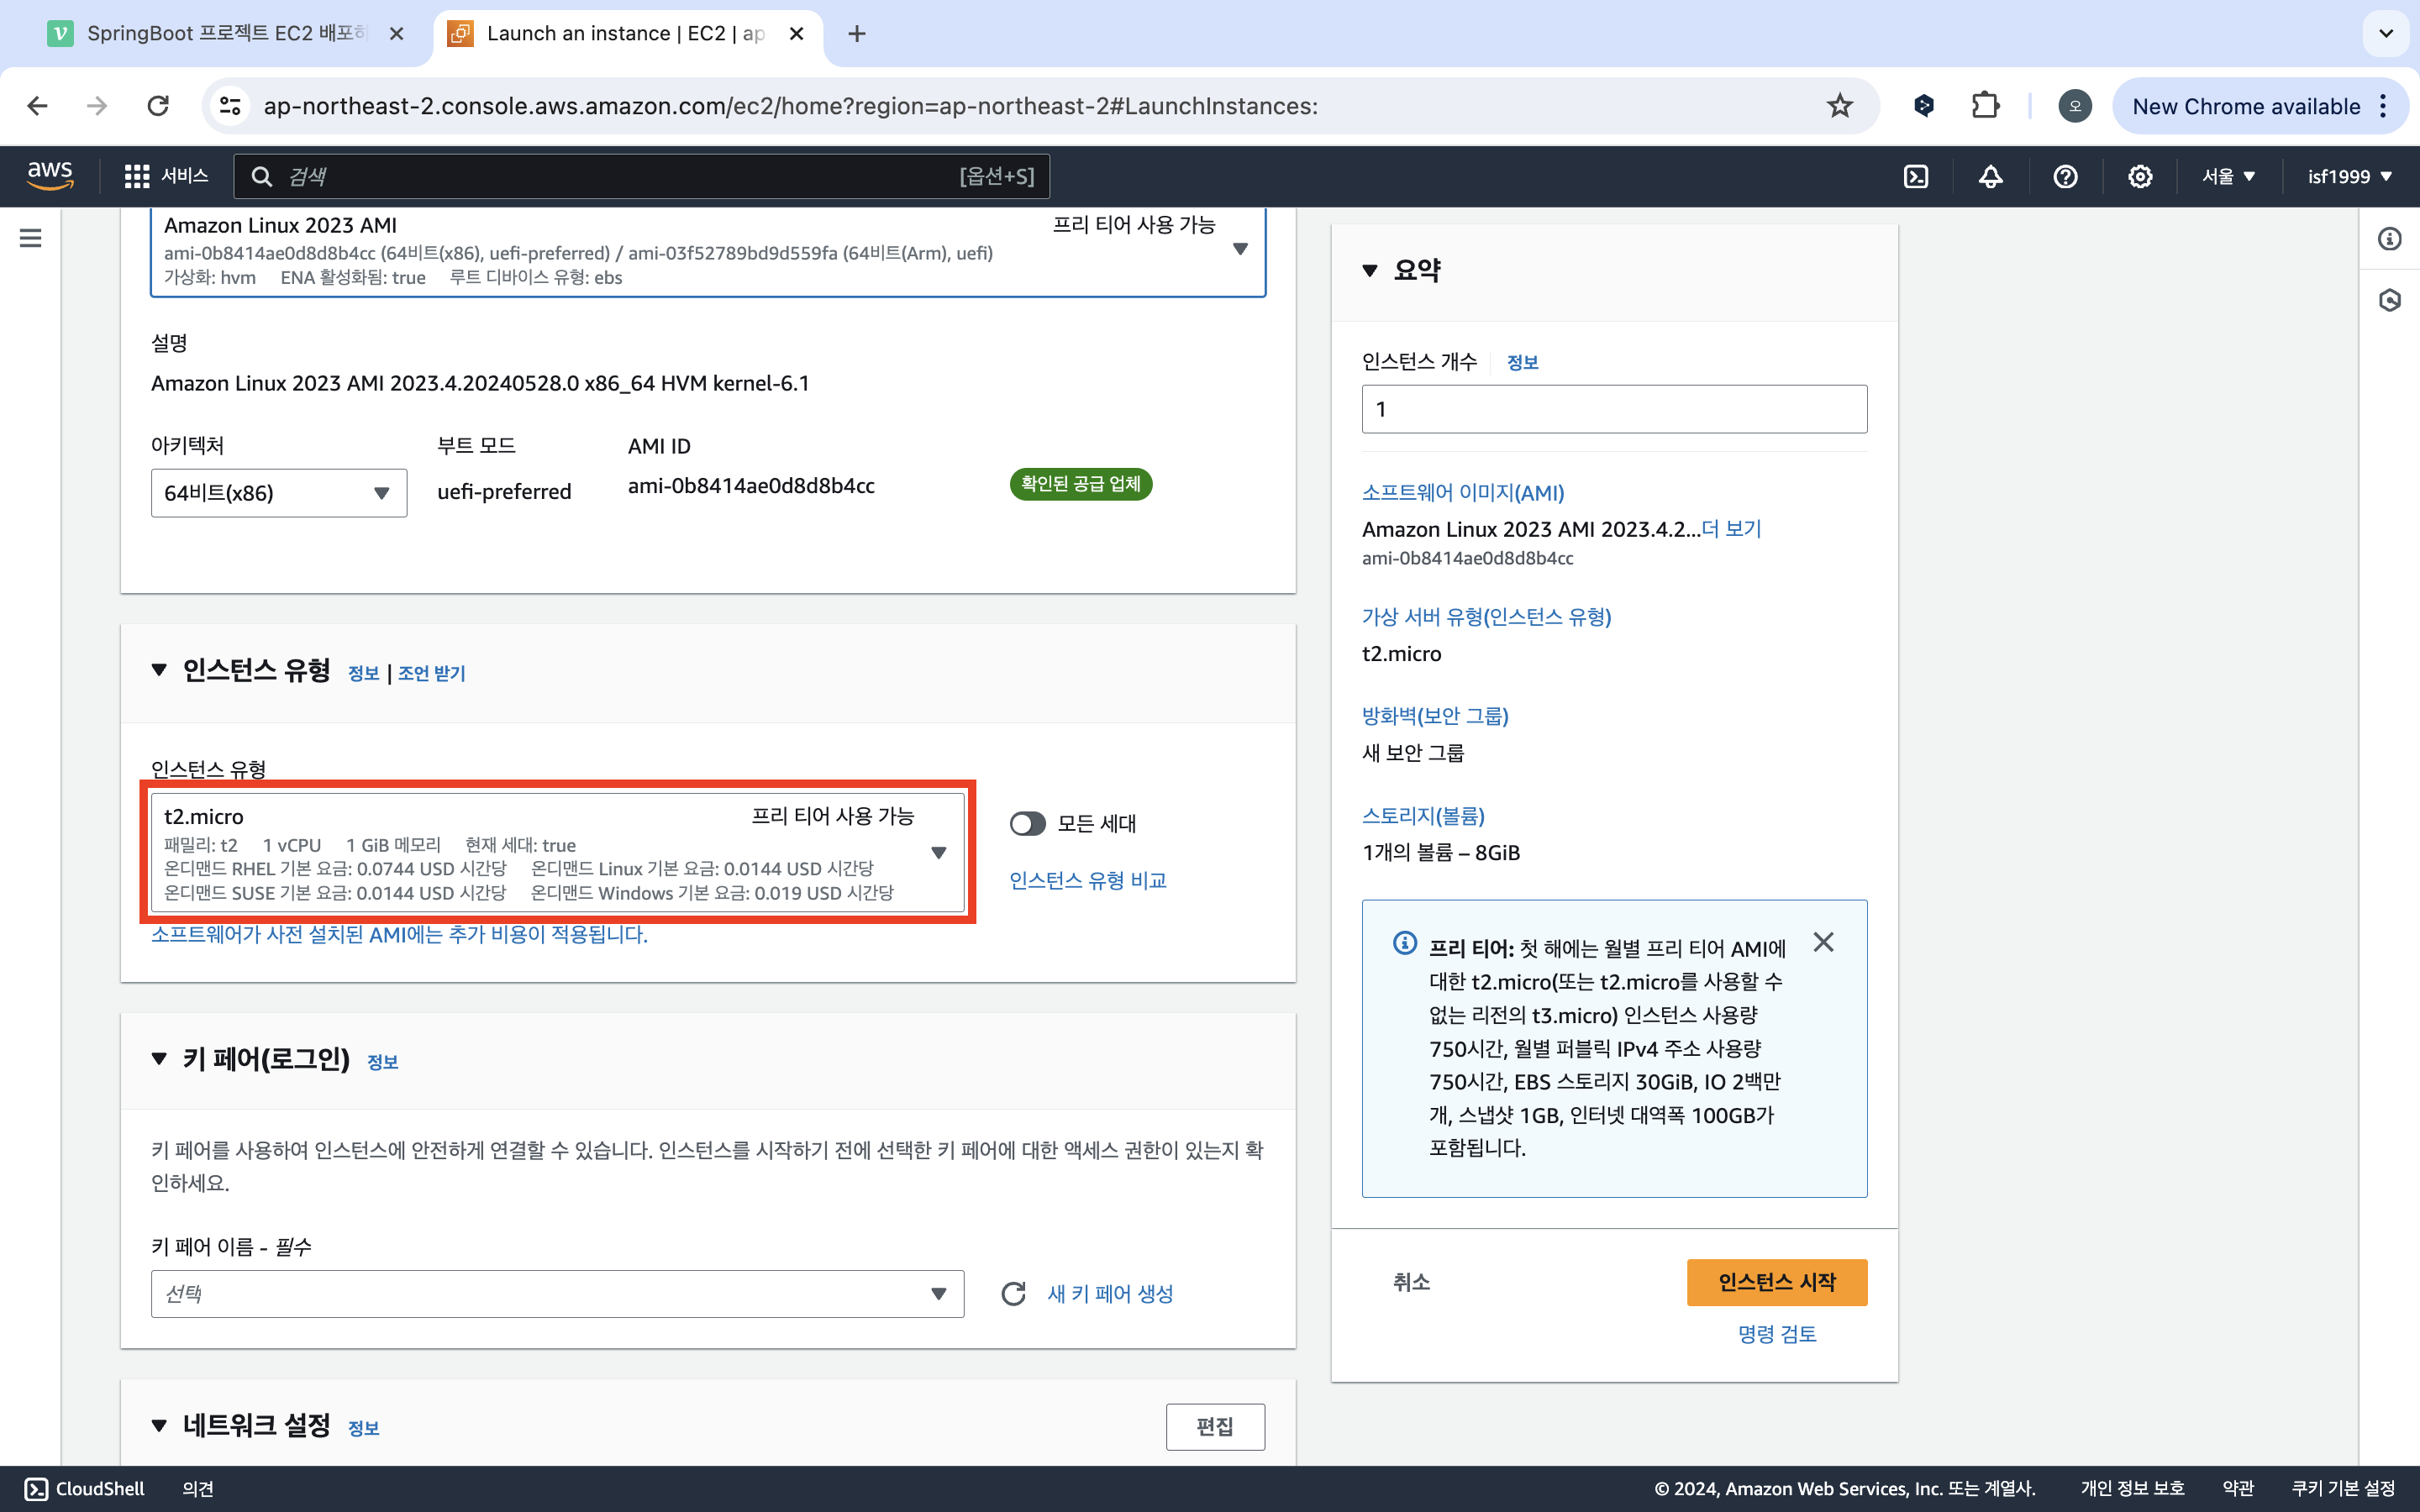 SpringBoot 프로젝트 EC2 배포하
Launch an instance | EC2 | ap
ap-northeast-2.console.aws.amazon.com/ec2/home?region=ap-northeast-2#LaunchInstances:
오
New Chrome available
aws
서비스
검색
[옵션+S]
서울
isf1999
Amazon Linux 2023 AMI
프리 티어 사용 가능
ami-0b8414ae0d8d8b4cc (64비트(x86), uefi-preferred) / ami-03f52789bd9d559fa (64비트(Arm), uefi)
가상화: hvm ENA 활성화됨: true 루트 디바이스 유형: ebs
설명
Amazon Linux 2023 AMI 2023.4.20240528.0 x86_64 HVM kernel-6.1
아키텍처
부트 모드
AMI ID
64비트(x86)
uefi-preferred
ami-0b8414ae0d8d8b4cc
확인된 공급 업체
인스턴스 유형 정보 | 조언 받기
인스턴스 유형
t2.micro
프리 티어 사용 가능
패밀리: t2 1 vCPU 1 GiB 메모리 현재 세대: true
온디맨드 RHEL 기본 요금: 0.0744 USD 시간당 온디맨드 Linux 기본 요금: 0.0144 USD 시간당
온디맨드 SUSE 기본 요금: 0.0144 USD 시간당 온디맨드 Windows 기본 요금: 0.019 USD 시간당
모든 세대
인스턴스 유형 비교
소프트웨어가 사전 설치된 AMI에는 추가 비용이 적용됩니다.
키 페어(로그인) 정보
키 페어를 사용하여 인스턴스에 안전하게 연결할 수 있습니다. 인스턴스를 시작하기 전에 선택한 키 페어에 대한 액세스 권한이 있는지 확
인하세요.
키 페어 이름 - 필수
선택
새 키 페어 생성
네트워크 설정 정보
편집
요약
인스턴스 개수 정보
1
소프트웨어 이미지(AMI)
Amazon Linux 2023 AMI 2023.4.2...더 보기
ami-0b8414ae0d8d8b4cc
가상 서버 유형(인스턴스 유형)
t2.micro
방화벽(보안 그룹)
새 보안 그룹
스토리지(볼륨)
1개의 볼륨 – 8GiB
프리 티어: 첫 해에는 월별 프리 티어 AMI에
대한 t2.micro(또는 t2.micro를 사용할 수
없는 리전의 t3.micro) 인스턴스 사용량
750시간, 월별 퍼블릭 IPv4 주소 사용량
750시간, EBS 스토리지 30GiB, IO 2백만
개, 스냅샷 1GB, 인터넷 대역폭 100GB가
포함됩니다.
취소
인스턴스 시작
명령 검토
CloudShell
의견
© 2024, Amazon Web Services, Inc. 또는 계열사.
개인 정보 보호
약관
쿠키 기본 설정